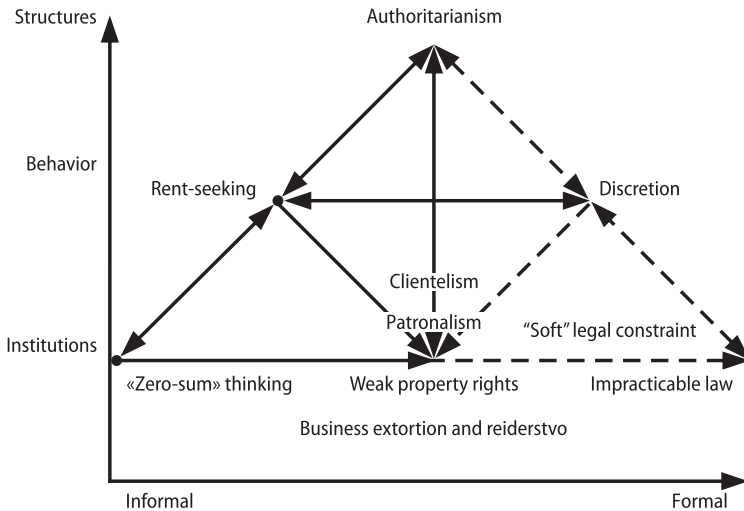 Structures
Authoritarianism
Behavior
Rent-seeking
Discretion
Clientelism
Patronalism
"Soft" legal constraint
Institutions
«Zero-sum» thinking
Weak property rights
Impracticable law
Business extortion and reiderstvo
Informal
Formal